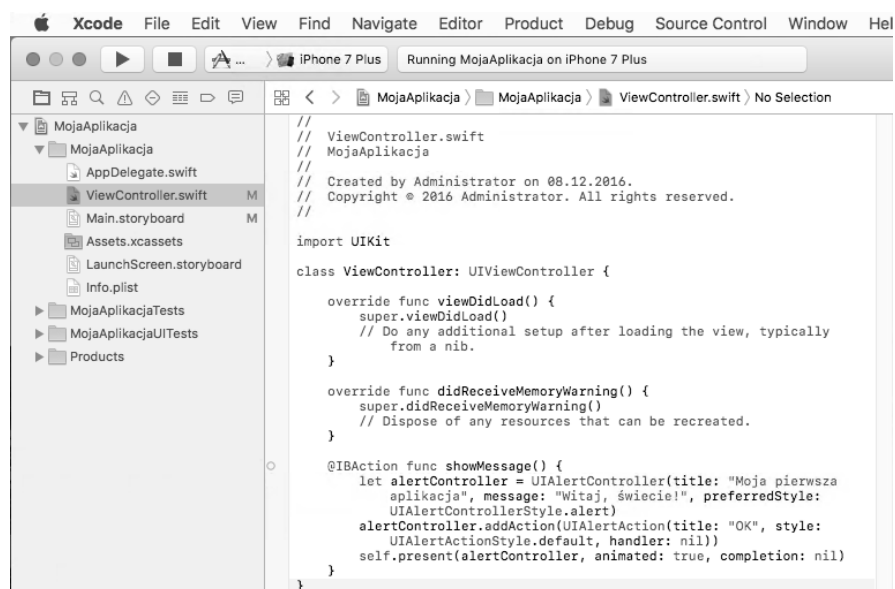 Xcode File Edit View Find Navigate Editor Product Debug Source Control Window Hel
... iPhone 7 Plus Running MojaAplikacja on iPhone 7 Plus
MojaAplikacja MojaAplikacja ViewController.swift No Selection
MojaAplikacja
MojaAplikacja
AppDelegate.swift
ViewController.swift M
Main.storyboard M
Assets.xcassets
LaunchScreen.storyboard
Info.plist
MojaAplikacjaTests
MojaAplikacjaUITests
Products
//
// ViewController.swift
// MojaAplikacja
//
// Created by Administrator on 08.12.2016.
// Copyright © 2016 Administrator. All rights reserved.
//
import UIKit
class ViewController: UIViewController {
override func viewDidLoad() {
super.viewDidLoad()
// Do any additional setup after loading the view, typically
from a nib.
}
override func didReceiveMemoryWarning() {
super.didReceiveMemoryWarning()
// Dispose of any resources that can be recreated.
}
@IBAction func showMessage() {
let alertController = UIAlertController(title: "Moja pierwsza
aplikacja", message: "Witaj, świecie!", preferredStyle:
UIAlertControllerStyle.alert)
alertController.addAction(UIAlertAction(title: "OK", style:
UIAlertActionStyle.default, handler: nil))
self.present(alertController, animated: true, completion: nil)
}
}